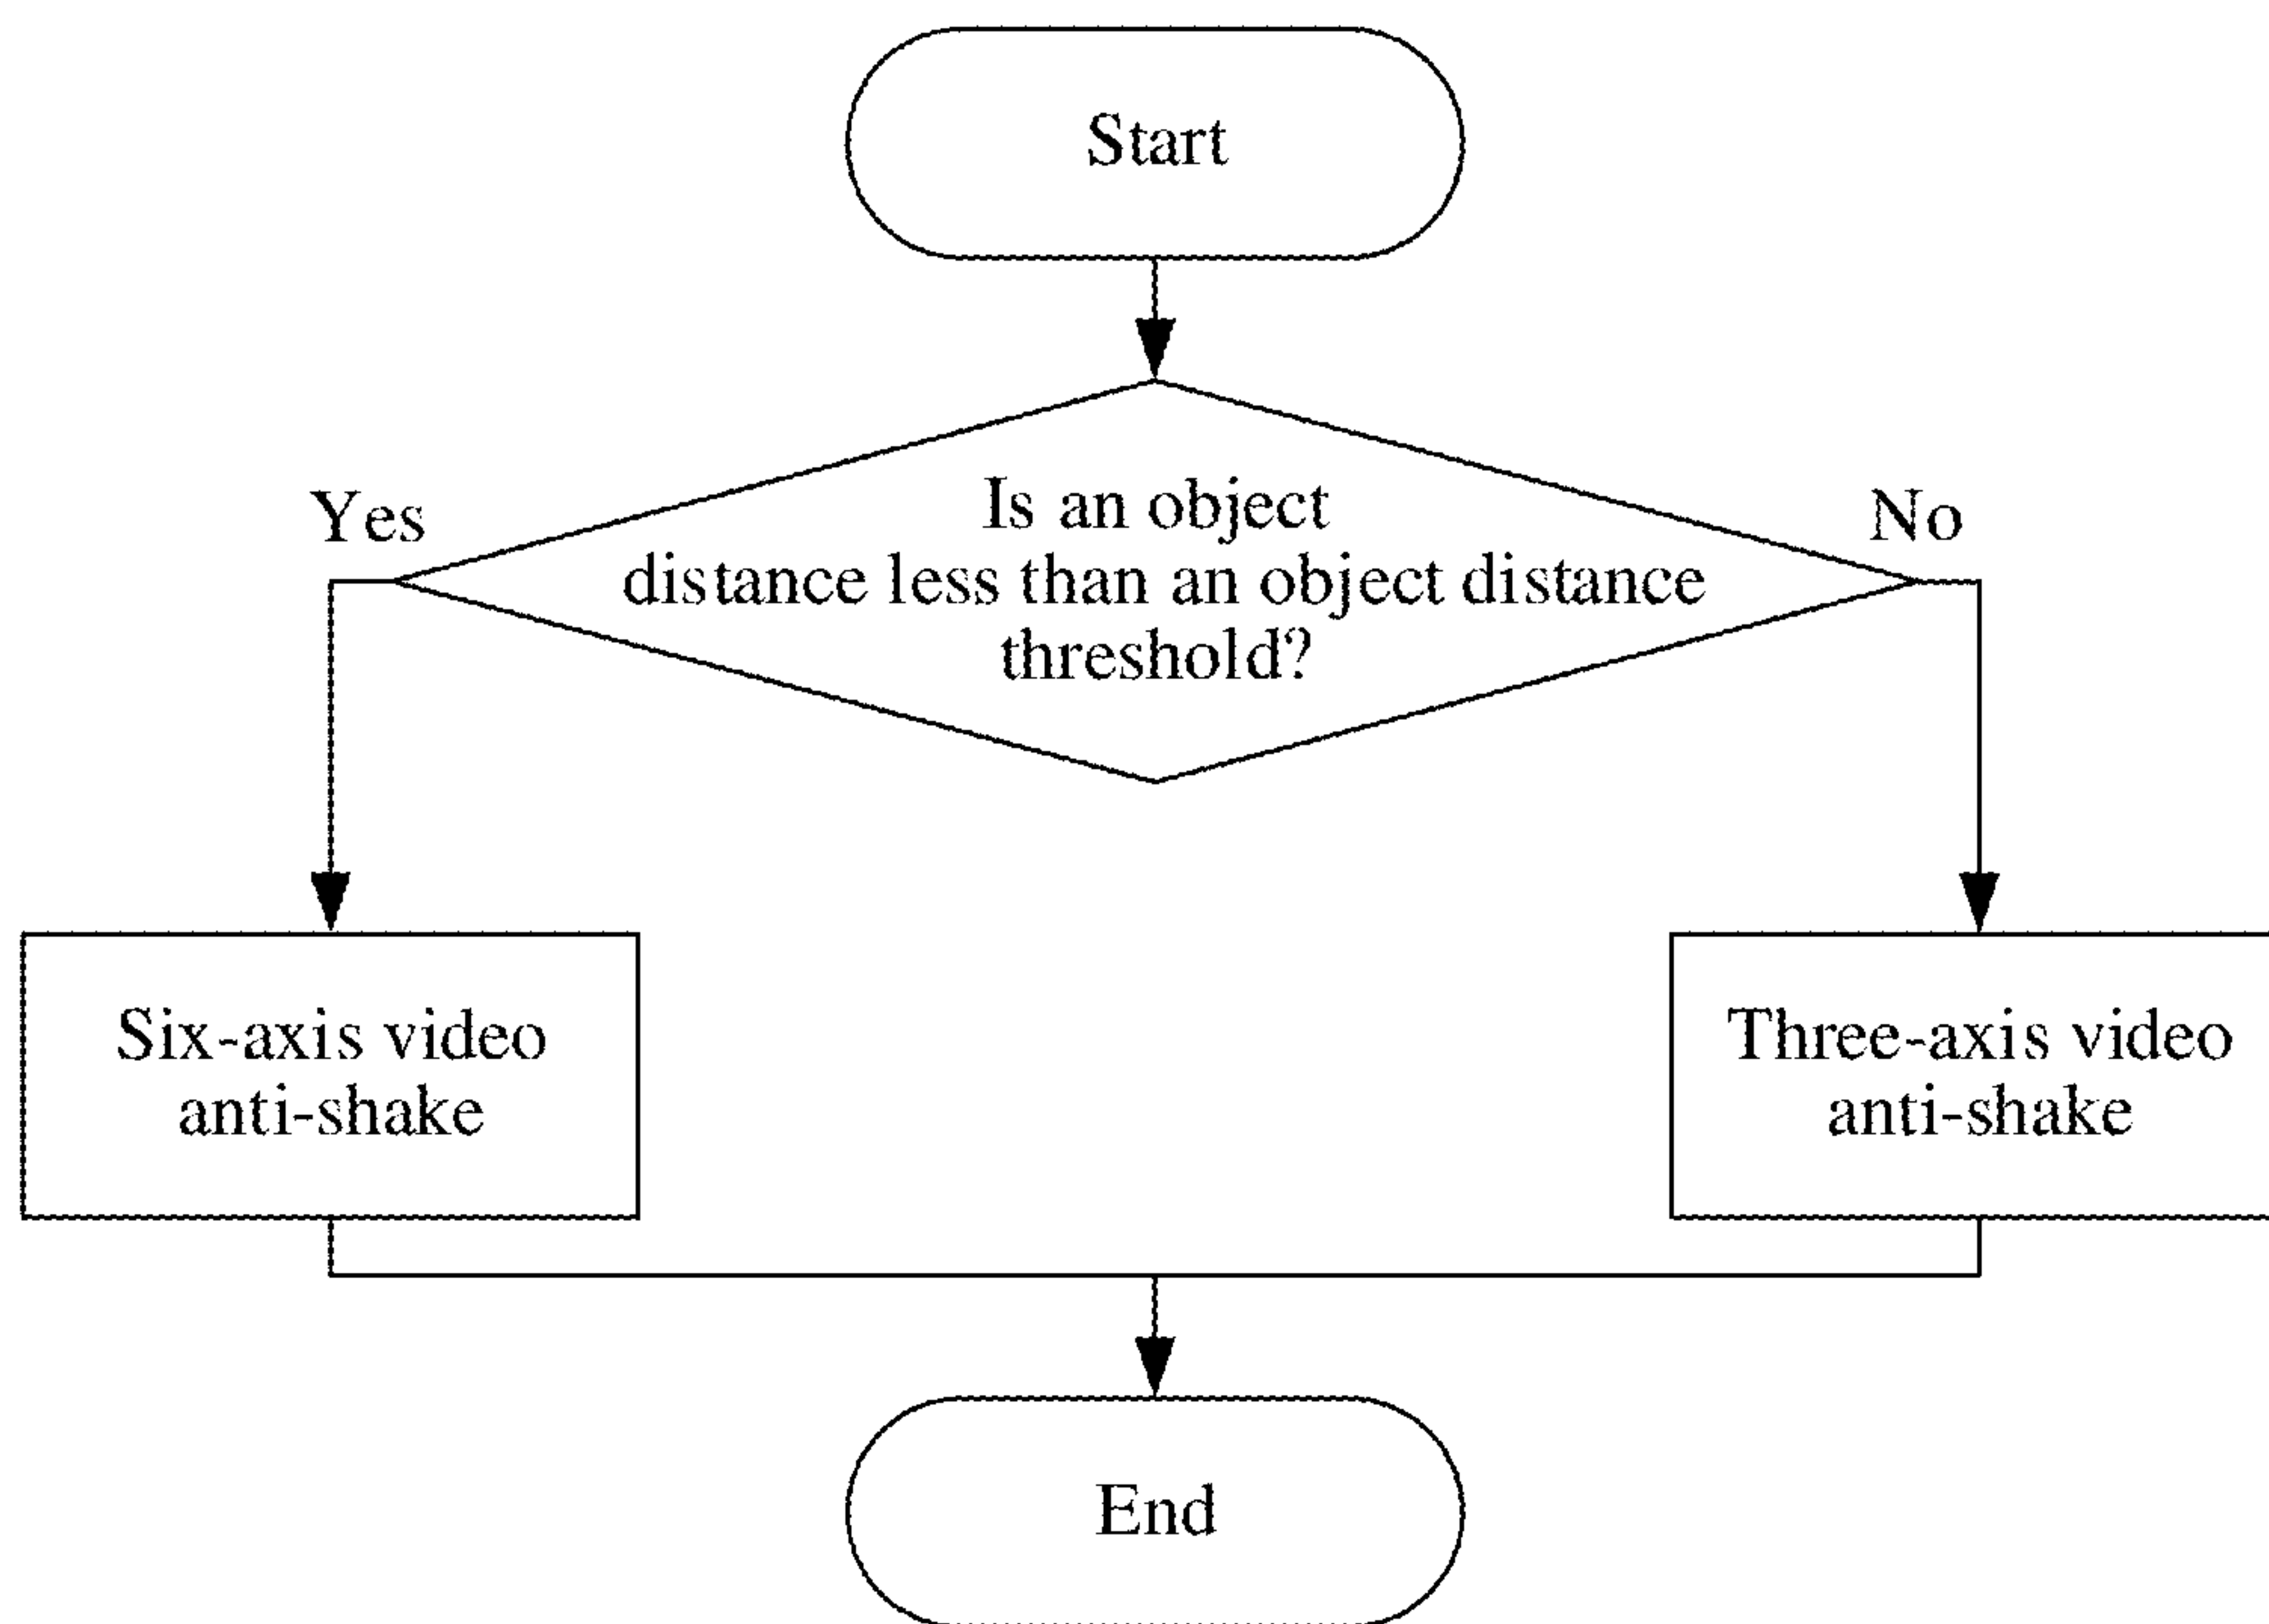 Start
Is an object
Yes
No
distance less than an object distance
threshold?
Six-axis video
anti-shake
Three-axis video
anti-shake
End